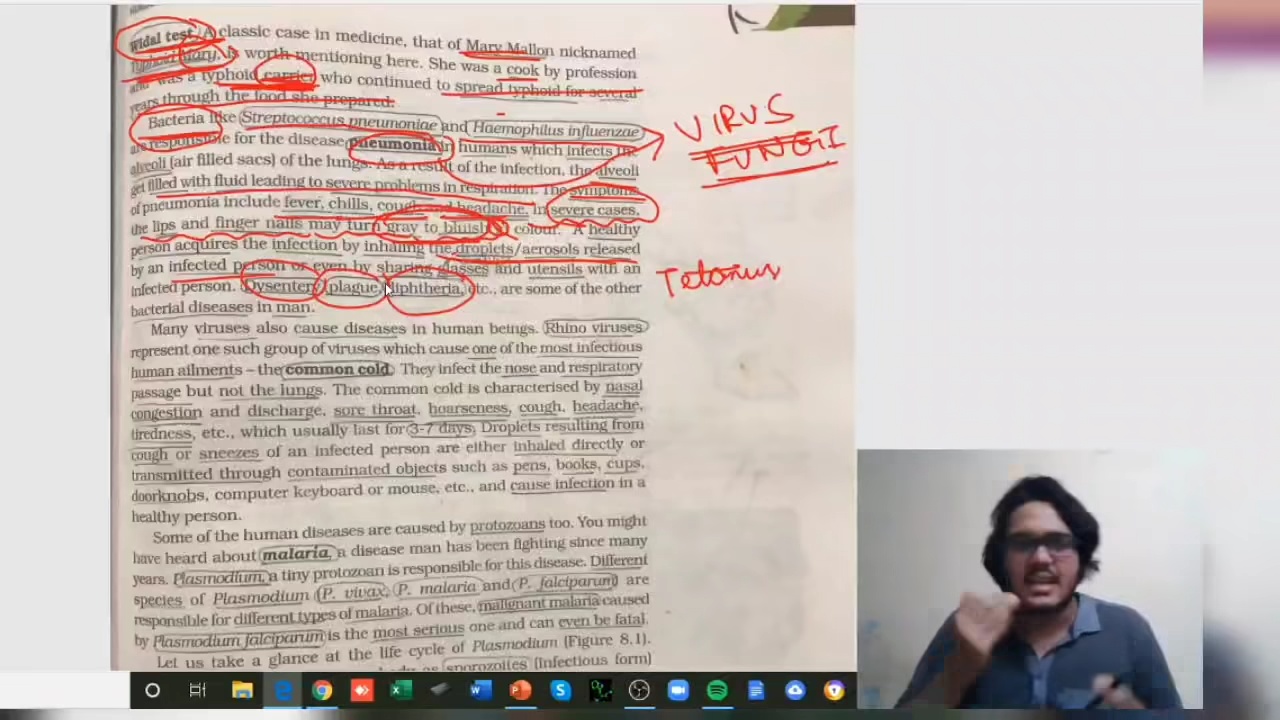 Widal test. A classic case in medicine, that of Mary Mallon nicknamed
Typhoid Mary, is worth mentioning here. She was a cook by profession
and was a typhoid carrier who continued to spread typhoid for several
years through the food she prepared.
Bacteria like Streptococcus pneumoniae and Haemophilus influenzae
are responsible for the disease pneumonia in humans which infects the
alveoli (air filled sacs) of the lungs. As a result of the infection, the alveoli
get filled with fluid leading to severe problems in respiration. The symptoms
of pneumonia include fever, chills, cough and headache. In severe cases,
the lips and finger nails may turn gray to bluish in colour. A healthy
person acquires the infection by inhaling the droplets/aerosols released
by an infected person or even by sharing glasses and utensils with an
infected person. Dysentery, plague, diphtheria, etc., are some of the other
bacterial diseases in man.
Many viruses also cause diseases in human beings. Rhino viruses
represent one such group of viruses which cause one of the most infectious
human ailments – the common cold. They infect the nose and respiratory
passage but not the lungs. The common cold is characterised by nasal
congestion and discharge, sore throat, hoarseness, cough, headache,
tiredness, etc., which usually last for 3-7 days. Droplets resulting from
cough or sneezes of an infected person are either inhaled directly or
transmitted through contaminated objects such as pens, books, cups,
doorknobs, computer keyboard or mouse, etc., and cause infection in a
healthy person.
Some of the human diseases are caused by protozoans too. You might
have heard about malaria, a disease man has been fighting since many
years. Plasmodium, a tiny protozoan is responsible for this disease. Different
species of Plasmodium (P. vivax, P. malaria and P. falciparum) are
responsible for different types of malaria. Of these, malignant malaria caused
by Plasmodium falciparum is the most serious one and can even be fatal.
Let us take a glance at the life cycle of Plasmodium (Figure 8.1).
as sporozoites (infectious form)
VIRUS
FUNGI
Tetanus